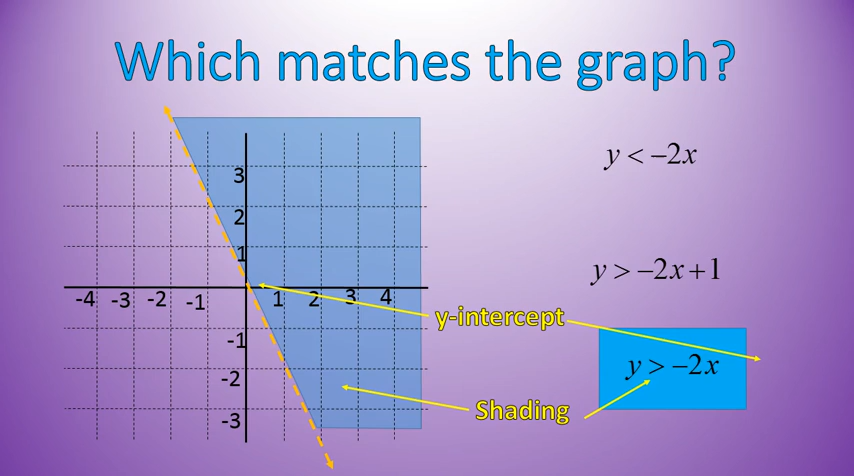 Which matches the graph?
3
2
1
-4 -3 -2 -1 1 2 3 4
-1
-2
-3
y < −2x
y > −2x + 1
y-intercept
y > −2x
Shading